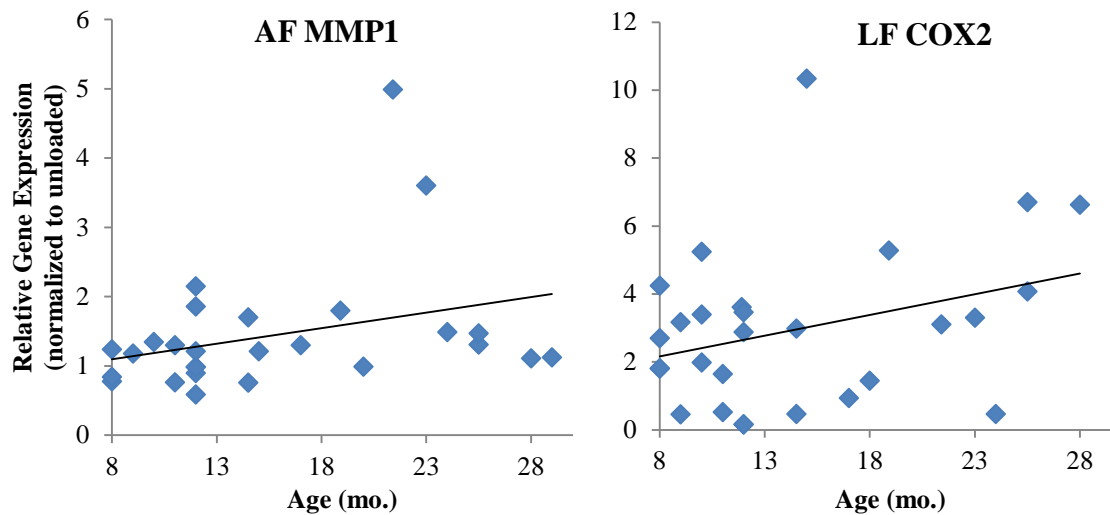 AF MMP1
Relative Gene Expression
(normalized to unloaded)
6
5
4
3
2
1
0
8 13 18 23 28
Age (mo.)
LF COX2
12
10
8
6
4
2
0
8 13 18 23 28
Age (mo.)